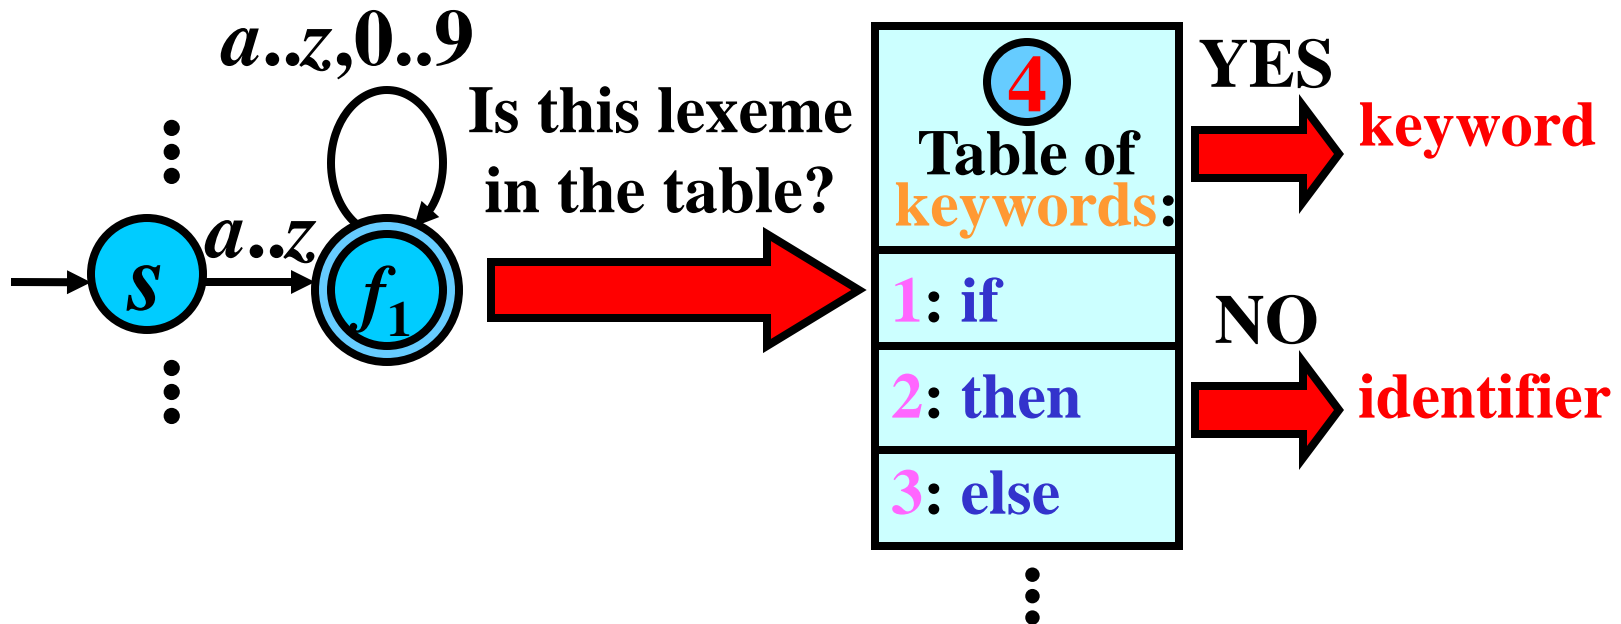 a..z,0..9
a..z
s
f1
Is this lexeme
in the table?
4
Table of
keywords:
1: if
2: then
3: else
YES
keyword
NO
identifier